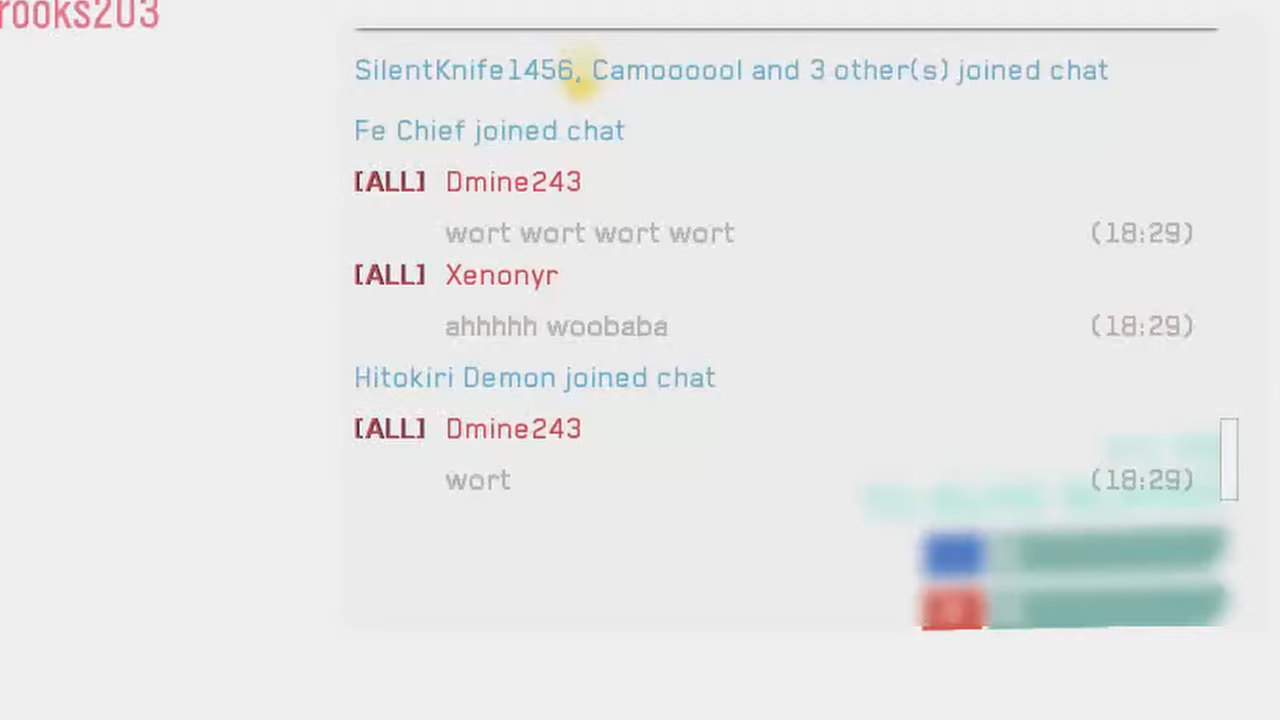 rooks203
SilentKnife1456, Camoooool and 3 other(s) joined chat
Fe Chief joined chat
[ALL] Dmine243
wort wort wort wort (18:29)
[ALL] Xenonyr
ahhhhh woobaba (18:29)
Hitokiri Demon joined chat
[ALL] Dmine243
wort (18:29)